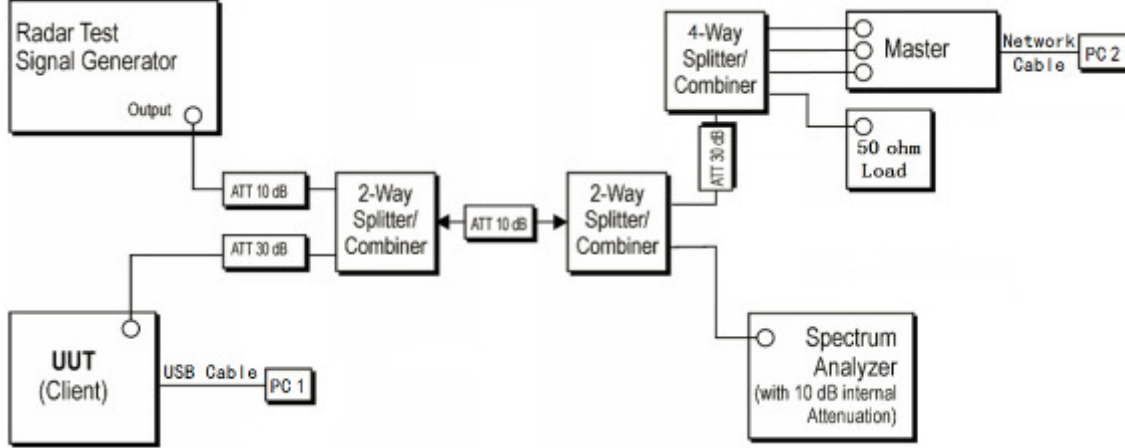 Radar Test
Signal Generator
Output
ATT 10 dB
2-Way
Splitter/
Combiner
ATT 30 dB
ATT 10 dB
2-Way
Splitter/
Combiner
4-Way
Splitter/
Combiner
Master
Network
Cable
PC 2
ATT 30 dB
50 ohm
Load
UUT
(Client)
USB Cable
PC 1
Spectrum
Analyzer
(with 10 dB internal
Attenuation)